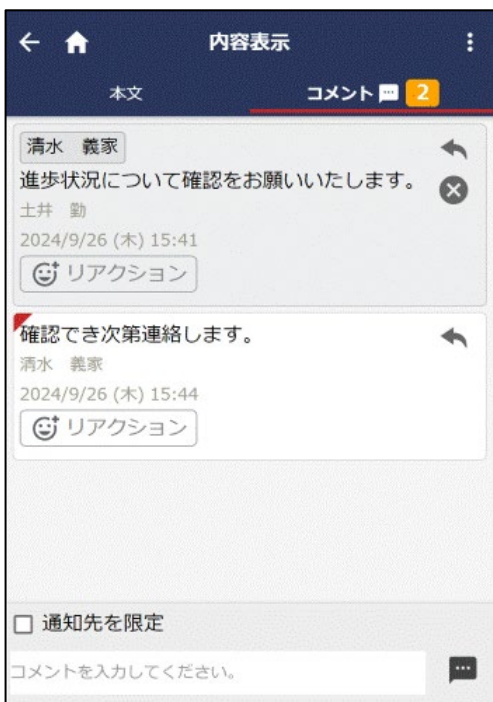 内容表示
本文
コメント 2
清水　義家
進歩状況について確認をお願いいたします。
土井　勤
2024/9/26 (木) 15:41
リアクション
確認でき次第連絡します。
清水　義家
2024/9/26 (木) 15:44
リアクション
通知先を限定
コメントを入力してください。